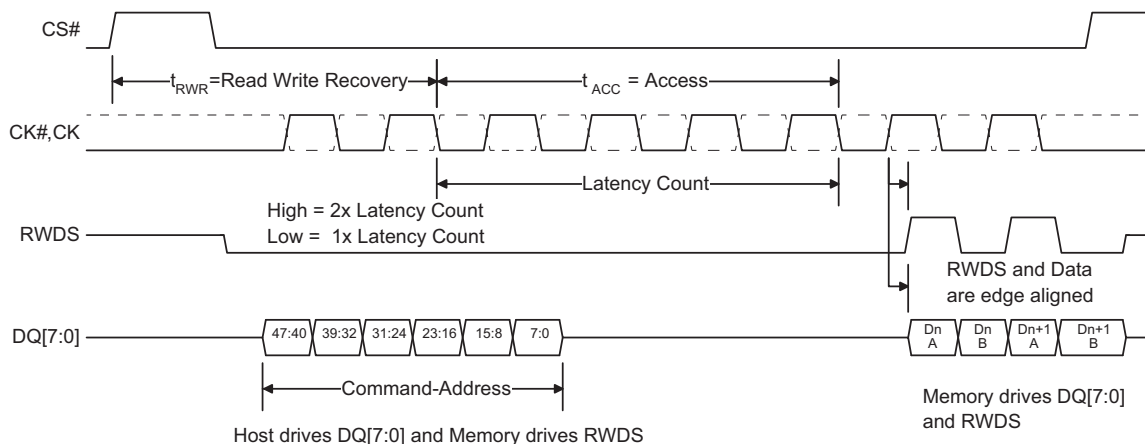 CS#
tRWR=Read Write Recovery
tACC = Access
CK#,CK
Latency Count
High = 2x Latency Count
Low = 1x Latency Count
RWDS
RWDS and Data
are edge aligned
DQ[7:0]
47:40
39:32
31:24
23:16
15:8
7:0
Dn
A
Dn
B
Dn+1
A
Dn+1
B
Command-Address
Memory drives DQ[7:0]
and RWDS
Host drives DQ[7:0] and Memory drives RWDS